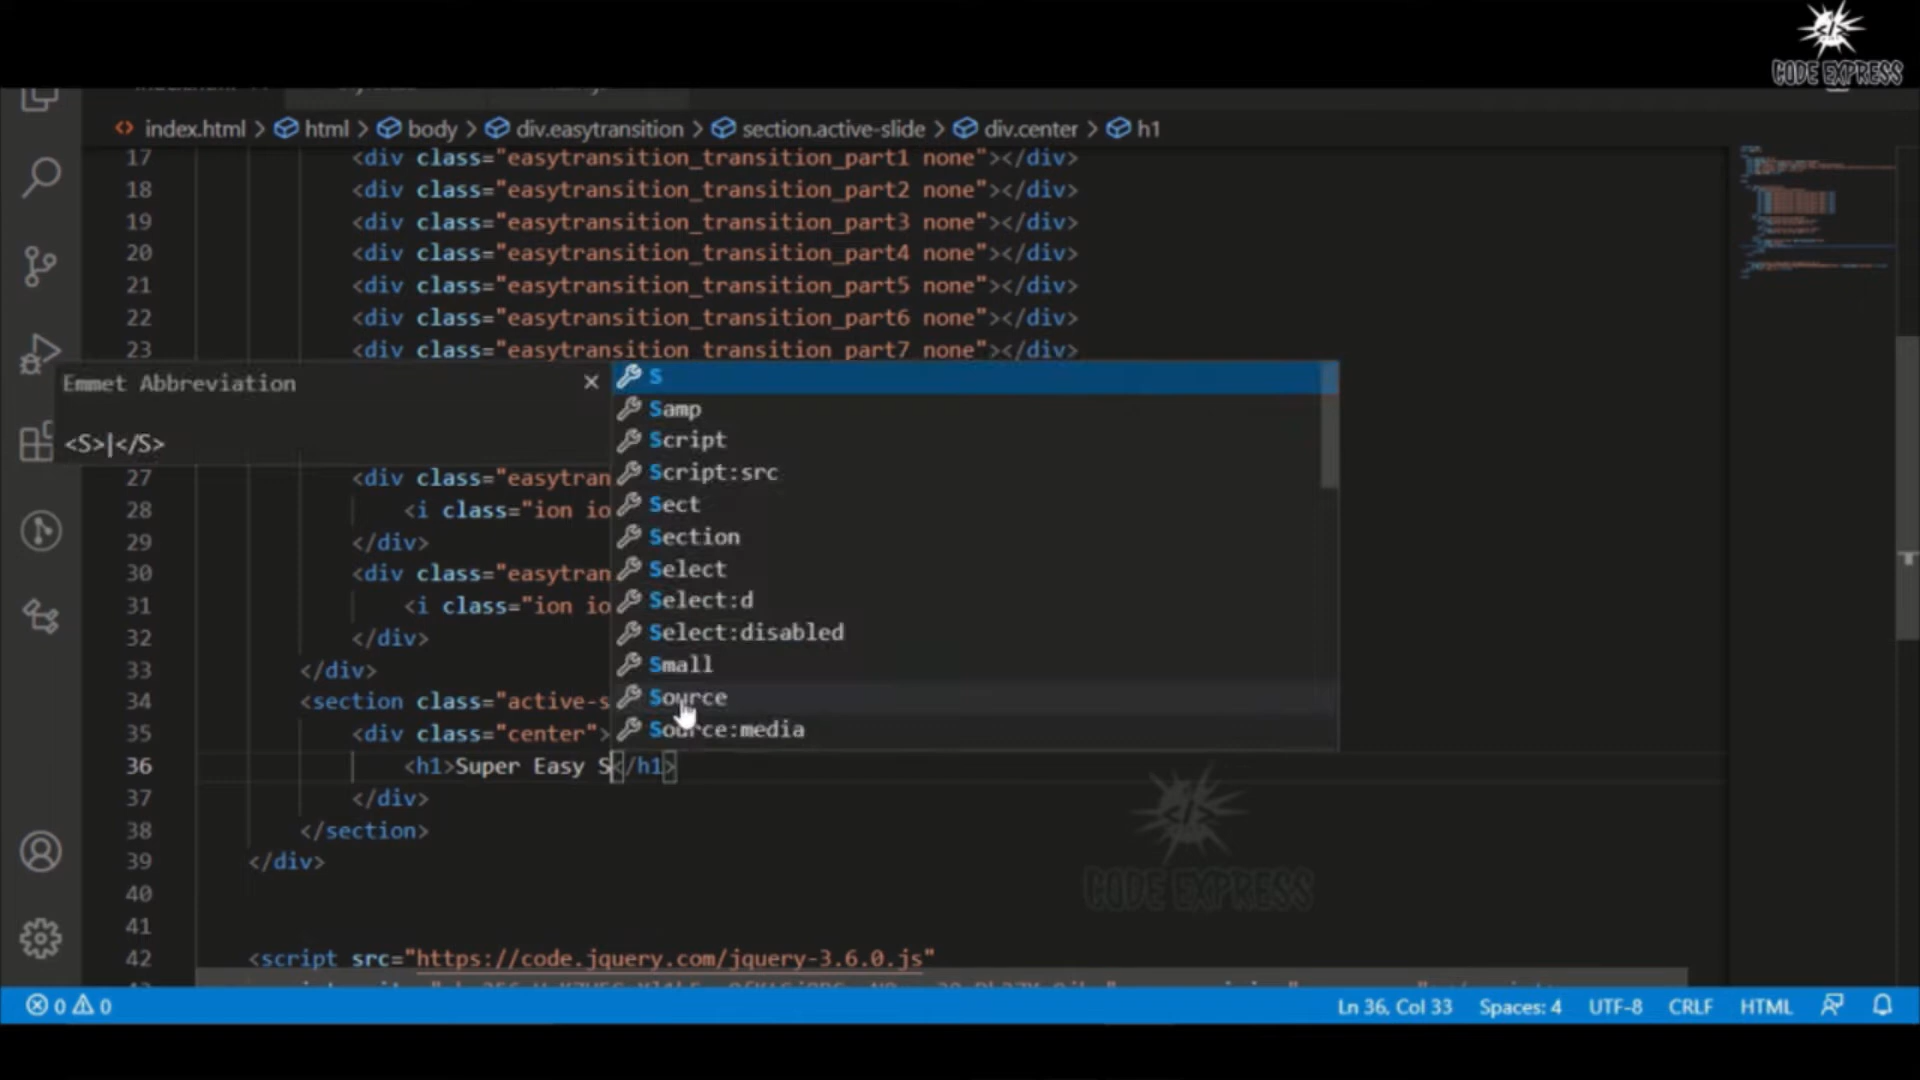 CODE EXPRESS
index.html > html > body > div.easytransition > section.active-slide > div.center > h1
17 <div class="easytransition_transition_part1 none"></div>
18 <div class="easytransition_transition_part2 none"></div>
19 <div class="easytransition_transition_part3 none"></div>
20 <div class="easytransition_transition_part4 none"></div>
21 <div class="easytransition_transition_part5 none"></div>
22 <div class="easytransition_transition_part6 none"></div>
23 <div class="easytransition_transition_part7 none"></div>
Emmet Abbreviation
<S>|</S>
S
Samp
Script
Script:src
Sect
Section
Select
Select:d
Select:disabled
Small
Source
Source:media
27 <div class="easytran
28 <i class="ion io
29 </div>
30 <div class="easytran
31 <i class="ion io
32 </div>
33 </div>
34 <section class="active-s
35 <div class="center">
36 <h1>Super Easy S</h1>
37 </div>
38 </section>
39 </div>
40
41
42 <script src="https://code.jquery.com/jquery-3.6.0.js"
CODE EXPRESS
0 0 Ln 36, Col 33 Spaces: 4 UTF-8 CRLF HTML